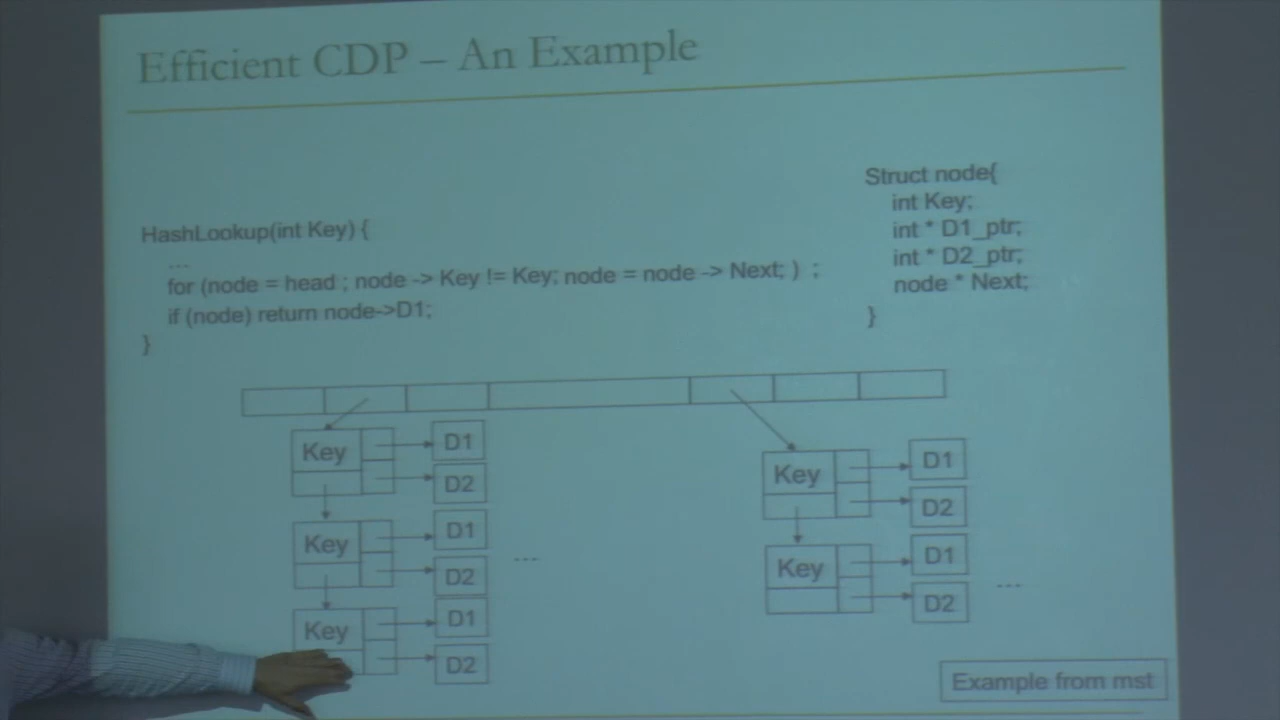 Efficient CDP – An Example
HashLookup(int Key) {
...
for (node = head ; node -> Key != Key; node = node -> Next; ) ;
if (node) return node->D1;
}
Struct node{
int Key;
int * D1_ptr;
int * D2_ptr;
node * Next;
}
Key
D1
D2
Key
D1
D2
...
Key
D1
D2
Key
D1
D2
Key
D1
D2
...
Example from mst